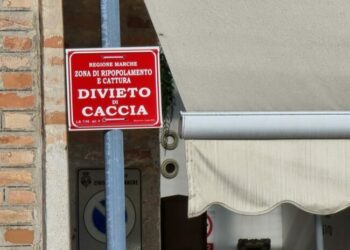 REGIONE MARCHE
ZONA DI RIPOPOLAMENTO
E CATTURA
DIVIETO
DI
CACCIA